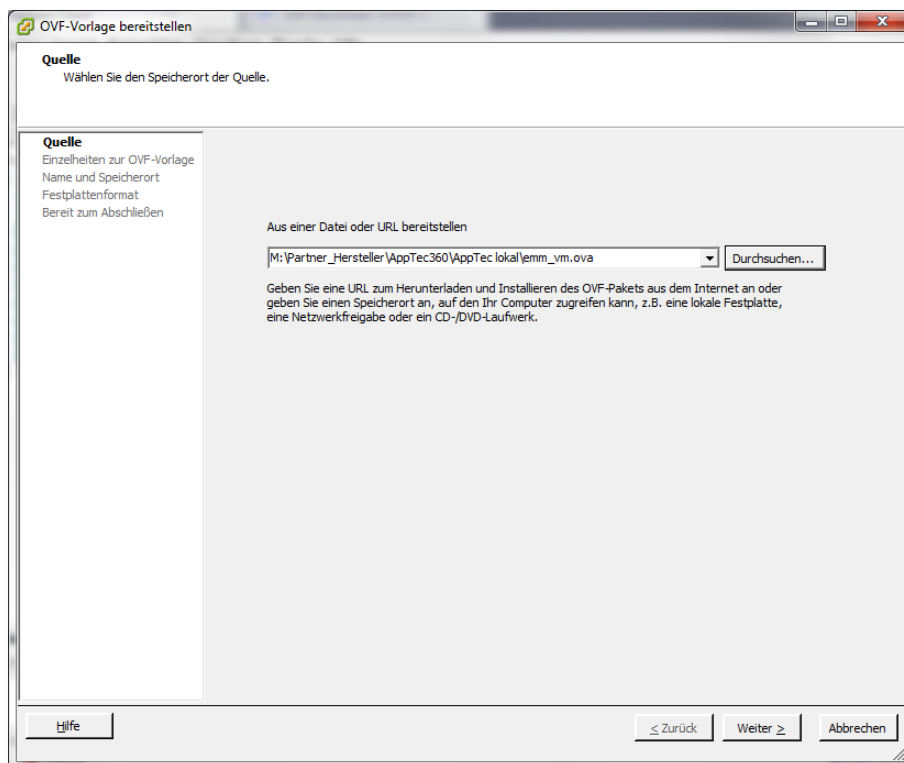 OVF-Vorlage bereitstellen
Quelle
Wählen Sie den Speicherort der Quelle.
Quelle
Einzelheiten zur OVF-Vorlage
Name und Speicherort
Festplattenformat
Bereit zum Abschließen
Aus einer Datei oder URL bereitstellen
M:\Partner_Hersteller\AppTec360\AppTec lokal\emm_vm.ova
Durchsuchen...
Geben Sie eine URL zum Herunterladen und Installieren des OVF-Pakets aus dem Internet an oder
geben Sie einen Speicherort an, auf den Ihr Computer zugreifen kann, z.B. eine lokale Festplatte,
eine Netzwerkfreigabe oder ein CD-/DVD-Laufwerk.
Hilfe
< Zurück
Weiter >
Abbrechen